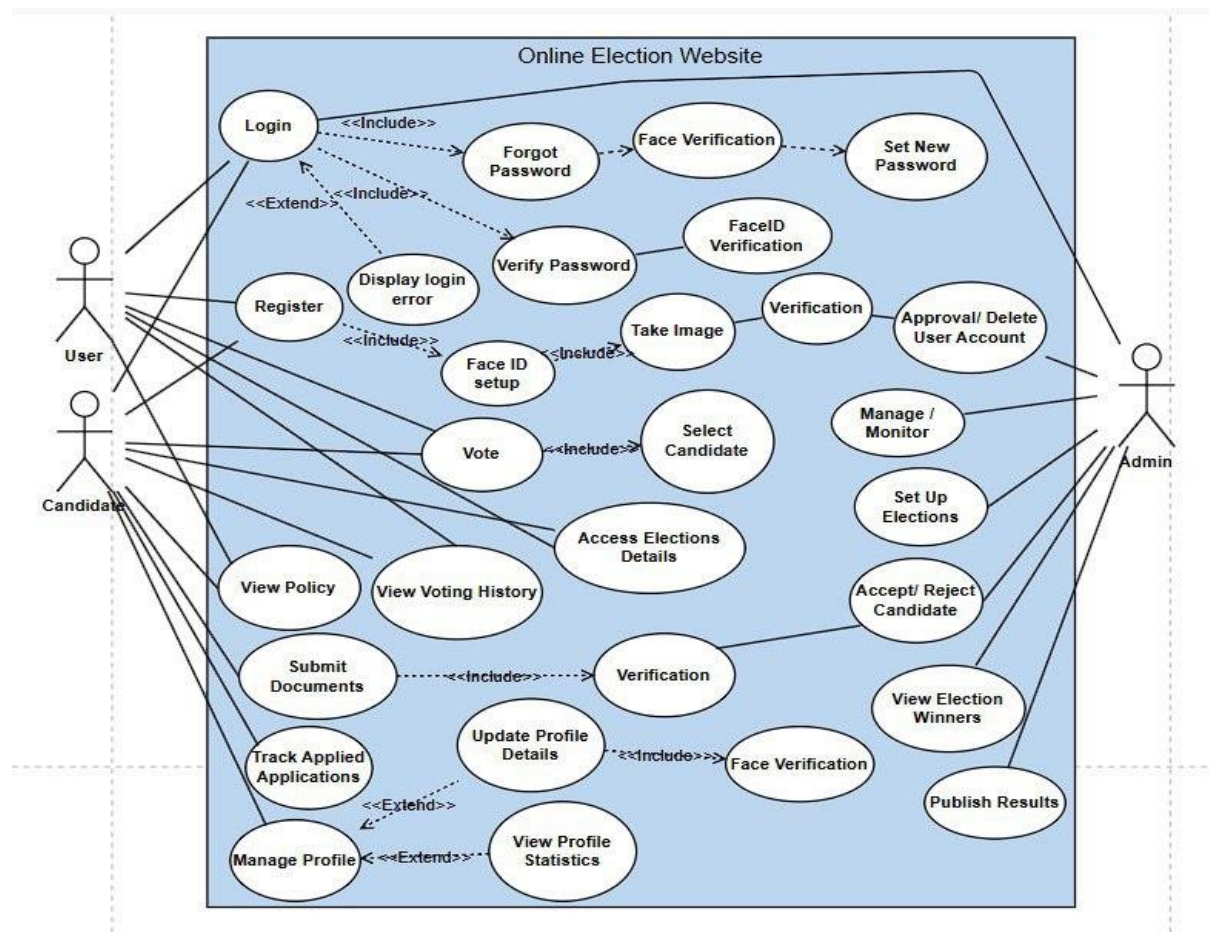 Online Election Website
Login
<<Include>>
Forgot
Password
Face Verification
Set New
Password
<<Extend>>
<<Include>>
Display login
error
Verify Password
FaceID
Verification
User
Register
<<Include>>
Face ID
setup
<<Include>>
Take Image
Verification
Approval/ Delete
User Account
Manage /
Monitor
Admin
Candidate
Vote
<<Include>>
Select
Candidate
Set Up
Elections
Access Elections
Details
View Policy
View Voting History
Accept/ Reject
Candidate
Submit
Documents
<<Include>>
Verification
View Election
Winners
Track Applied
Applications
Update Profile
Details
<<Include>>
Face Verification
Publish Results
<<Extend>>
Manage Profile
<<Extend>>
View Profile
Statistics